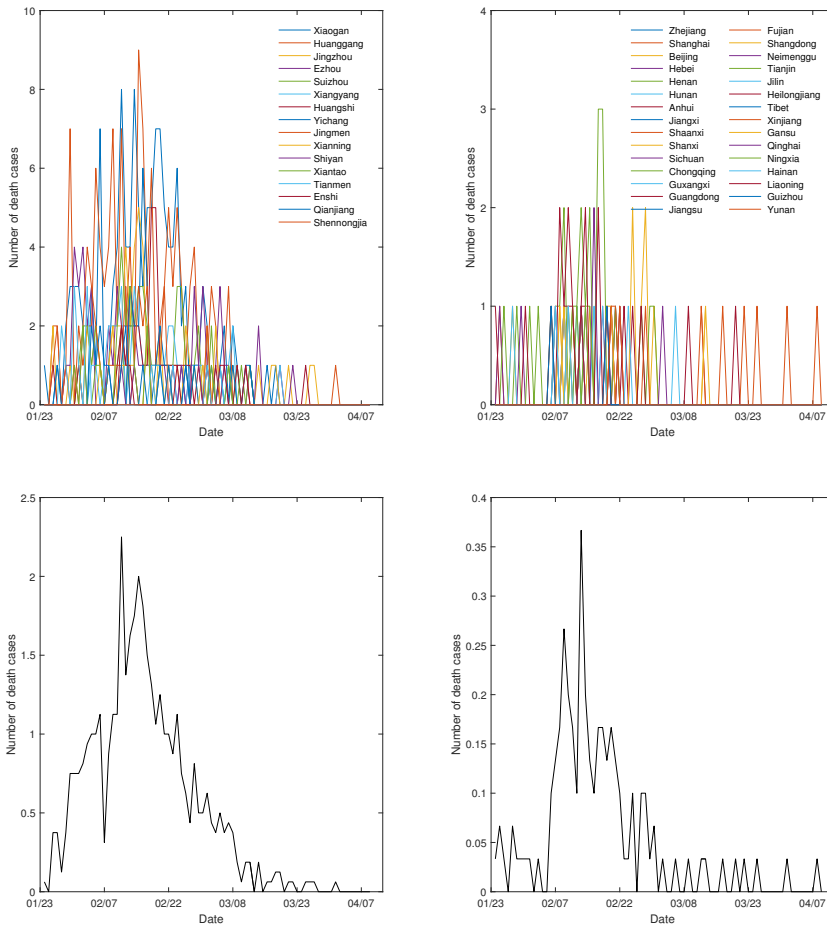 10
8
6
4
2
0
Number of death cases
01/23
02/07
02/22
03/08
03/23
04/07
Date
Xiaogan
Huanggang
Jingzhou
Ezhou
Suizhou
Xiangyang
Huangshi
Yichang
Jingmen
Xianning
Shiyan
Xiantao
Tianmen
Enshi
Qianjiang
Shennongjia
4
3
2
1
0
Number of death cases
01/23
02/07
02/22
03/08
03/23
04/07
Date
Zhejiang
Shanghai
Beijing
Hebei
Henan
Hunan
Anhui
Jiangxi
Shaanxi
Shanxi
Sichuan
Chongqing
Guxangxi
Guangdong
Jiangsu
Fujian
Shangdong
Neimenggu
Tianjin
Jilin
Heilongjiang
Tibet
Xinjiang
Gansu
Qinghai
Ningxia
Hainan
Liaoning
Guizhou
Yunan
2.5
2
1.5
1
0.5
0
Number of death cases
01/23
02/07
02/22
03/08
03/23
04/07
Date
0.4
0.35
0.3
0.25
0.2
0.15
0.1
0.05
0
Number of death cases
01/23
02/07
02/22
03/08
03/23
04/07
Date